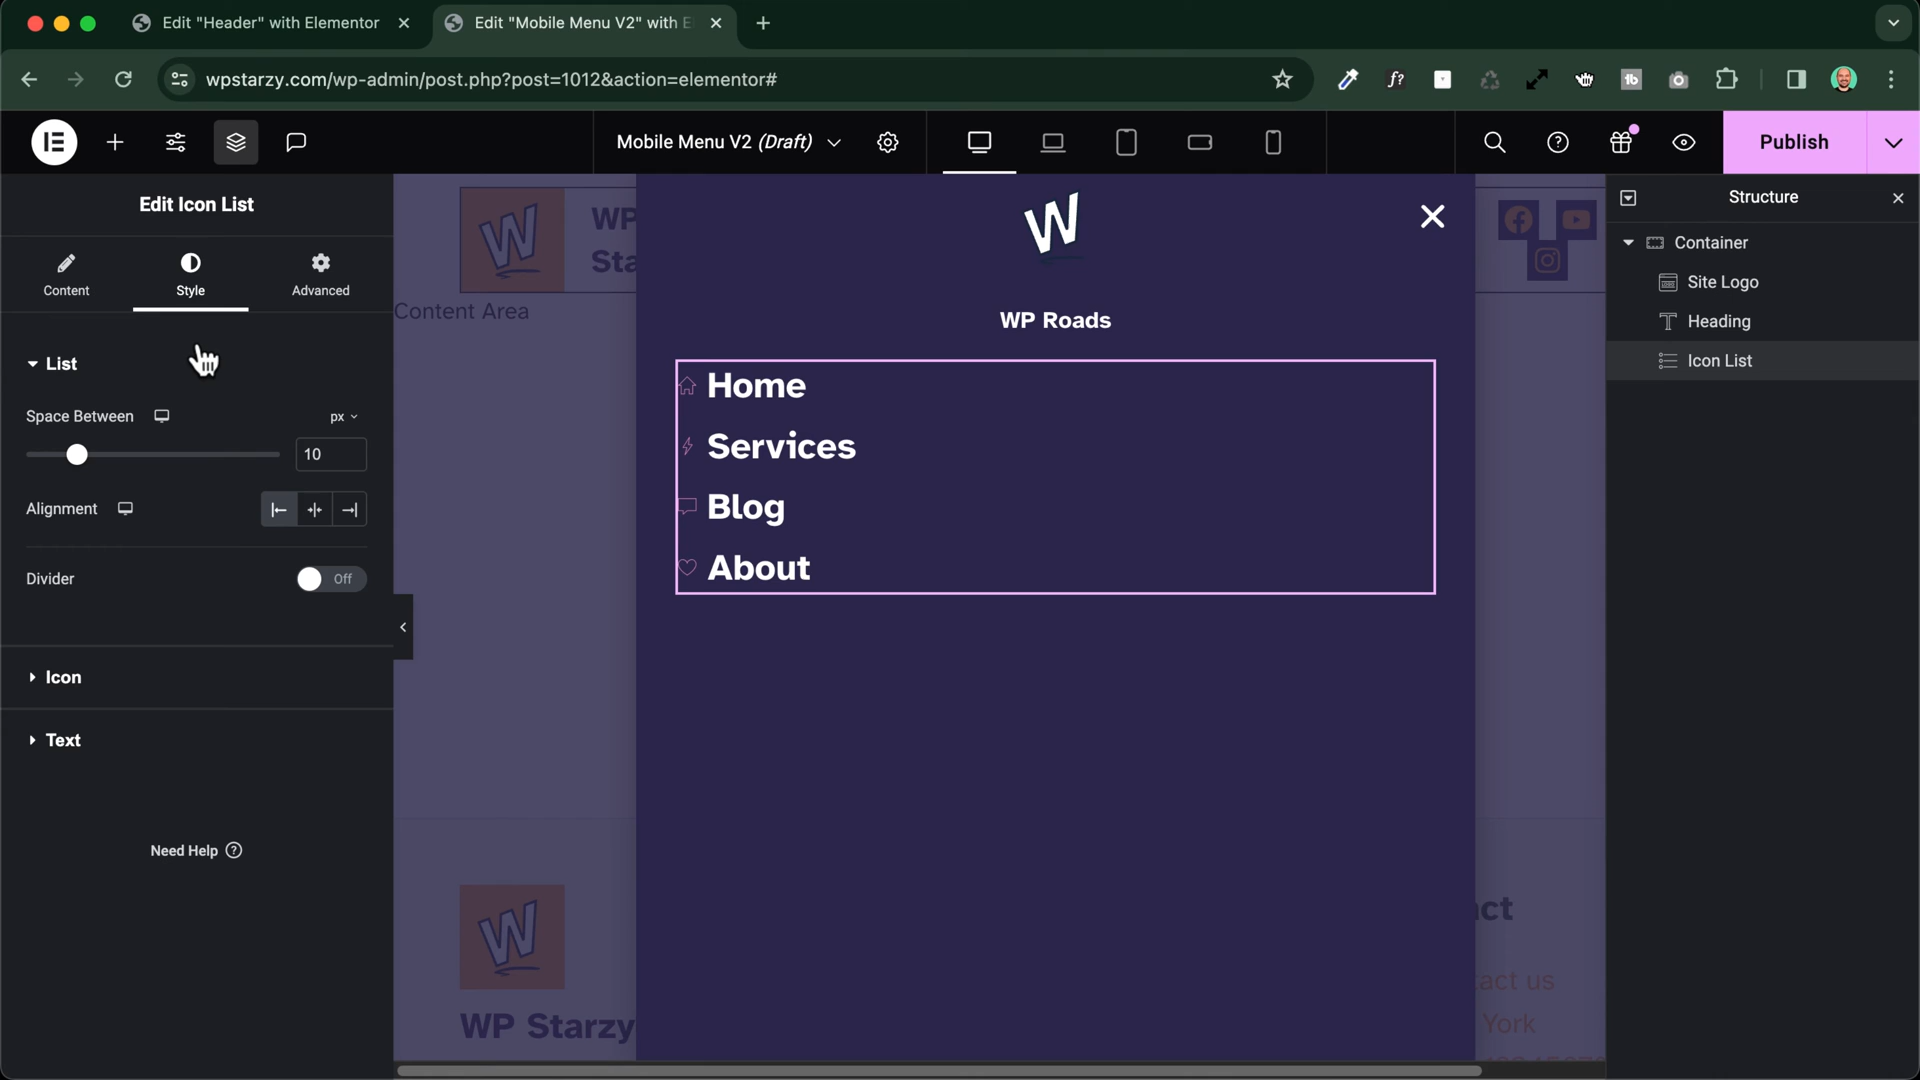 Edit "Header" with Elementor
Edit "Mobile Menu V2" with E
wpstarzy.com/wp-admin/post.php?post=1012&action=elementor#
Mobile Menu V2 (Draft)
Publish
Edit Icon List
Content
Style
Advanced
List
Space Between
px
10
Alignment
Divider
Off
Icon
Text
Need Help
WP
Sta
Content Area
W
WP Roads
Home
Services
Blog
About
WP Starzy
act
tact us
York
Structure
Container
Site Logo
Heading
Icon List